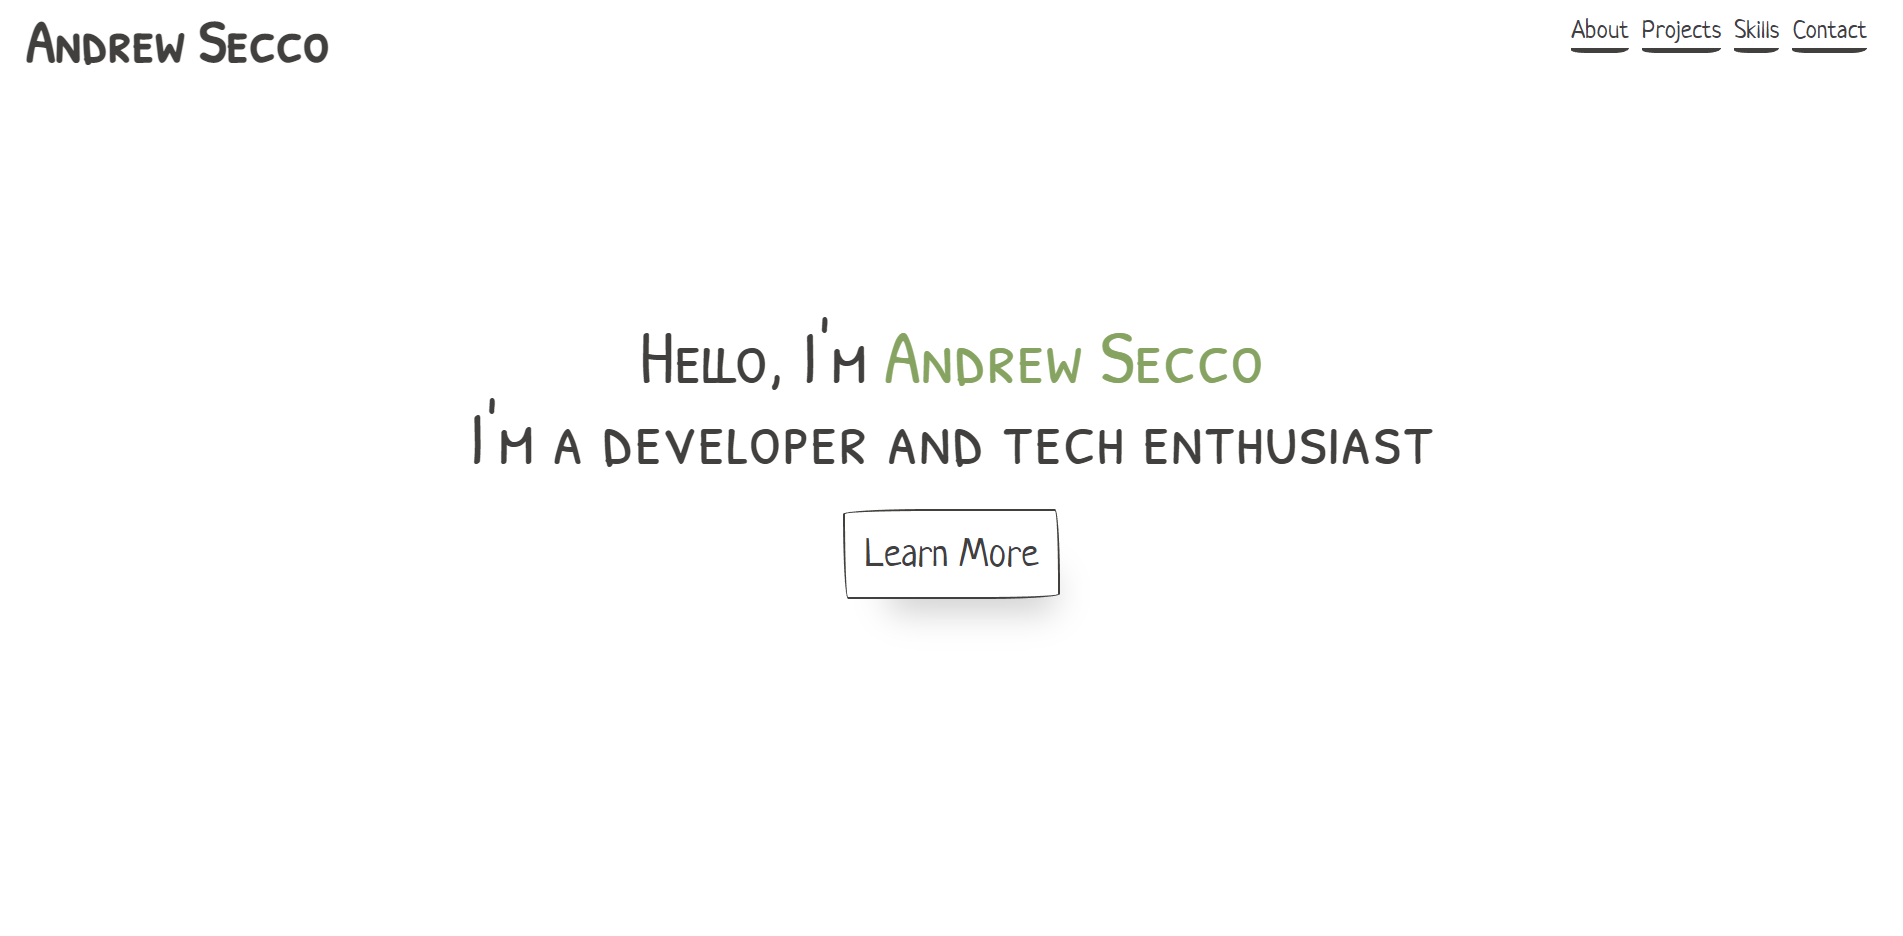 Andrew Secco
About Projects Skills Contact
Hello, I'm Andrew Secco
I'm a developer and tech enthusiast
Learn More